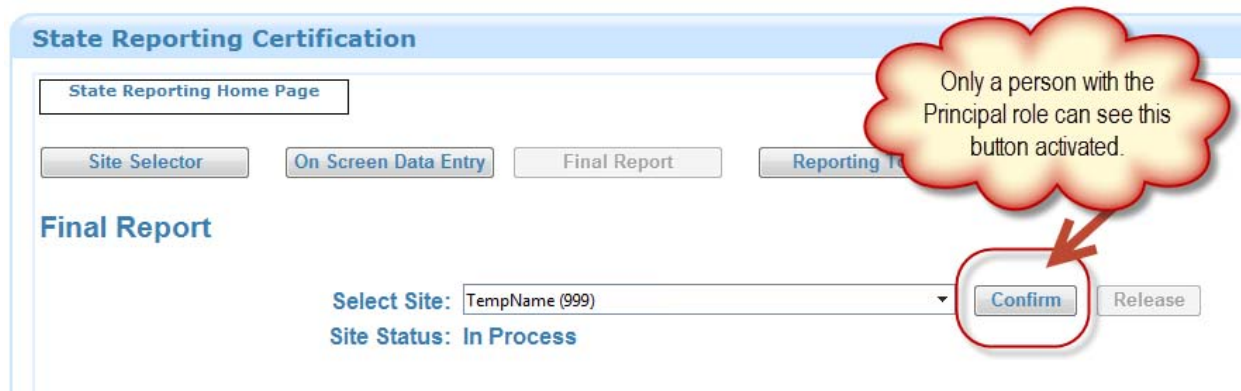 State Reporting Certification
State Reporting Home Page
Only a person with the
Principal role can see this
button activated.
Site Selector
On Screen Data Entry
Final Report
Reporting
Final Report
Select Site: TempName (999) Confirm Release
Site Status: In Process